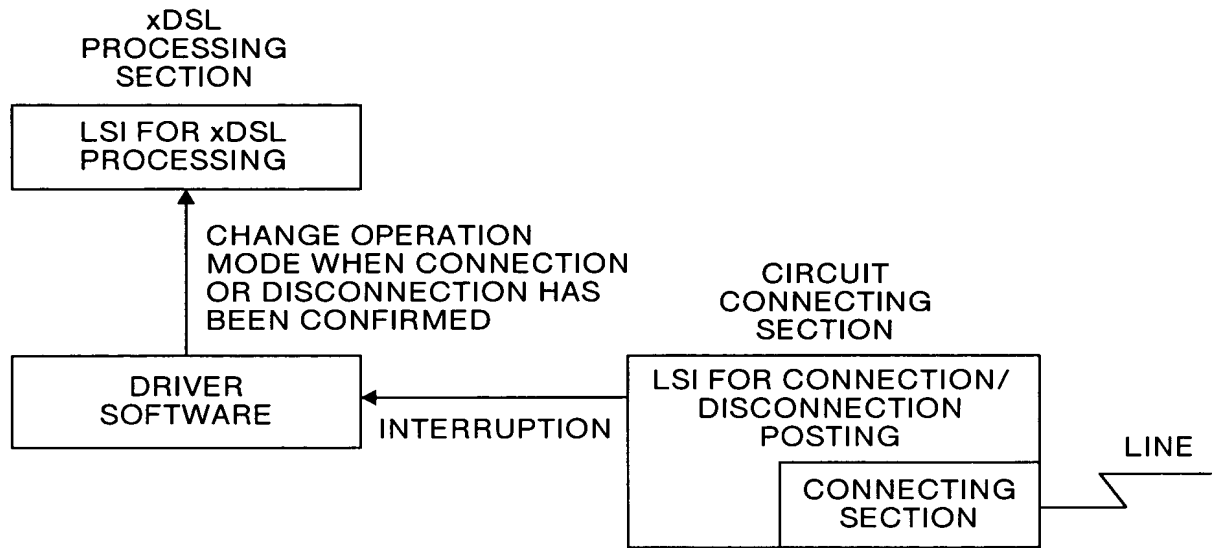 xDSL
PROCESSING
SECTION
LSI FOR xDSL
PROCESSING
CHANGE OPERATION
MODE WHEN CONNECTION
OR DISCONNECTION HAS
BEEN CONFIRMED
CIRCUIT
CONNECTING
SECTION
DRIVER
SOFTWARE
INTERRUPTION
LSI FOR CONNECTION/
DISCONNECTION
POSTING
CONNECTING
SECTION
LINE